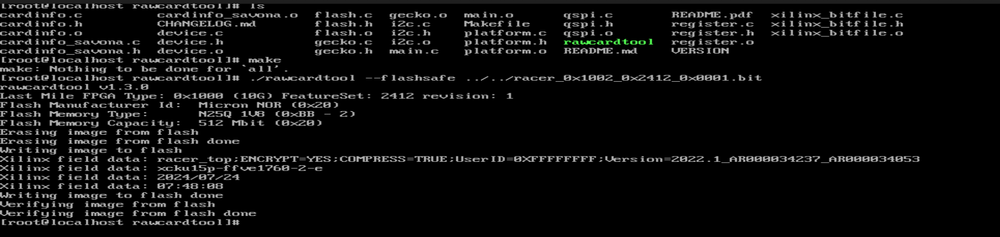 [root@localhost rawcardtool]# ls
cardinfo.c cardinfo_savona.o flash.c gecko.o main.o qspi.c README.pdf xilinx_bitfile.c
cardinfo.h CHANGELOG.md flash.h i2c.c Makefile qspi.h register.c xilinx_bitfile.h
cardinfo.o device.c flash.o i2c.h platform.c qspi.o register.h xilinx_bitfile.o
cardinfo_savona.c device.h gecko.c i2c.o platform.h rawcardtool register.o
cardinfo_savona.h device.o gecko.h main.c platform.o README.md VERSION
[root@localhost rawcardtool]# make
make: Nothing to be done for `all'.
[root@localhost rawcardtool]# ./rawcardtool --flashsafe ../../racer_0x1002_0x2412_0x0001.bit
rawcardtool v1.3.0
Last Mile FPGA Type: 0x1000 (10G) FeatureSet: 2412 revision: 1
Flash Manufacturer Id: Micron NOR (0x20)
Flash Memory Type: N25Q 1V8 (0xBB - 2)
Flash Memory Capacity: 512 Mbit (0x20)
Erasing image from flash
Erasing image from flash done
Writing image to flash
Xilinx field data: racer_top;ENCRYPT=YES;COMPRESS=TRUE;UserID=0XFFFFFFFF;Version=2022.1_AR000034237_AR000034053
Xilinx field data: xcku15p-ffve1760-2-e
Xilinx field data: 2024/07/24
Xilinx field data: 07:48:08
Writing image to flash done
Verifying image from flash
Verifying image from flash done
[root@localhost rawcardtool]#